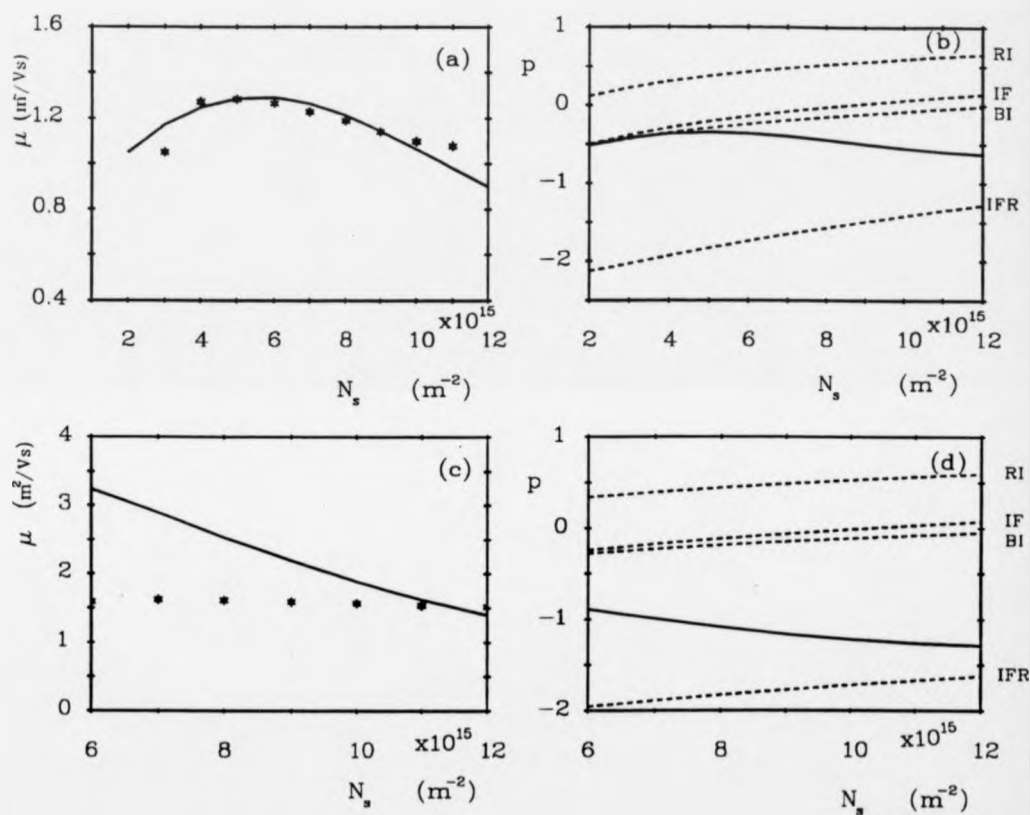 (a)
μ (m²/Vs)
1.6
1.2
0.8
0.4
x10¹⁵
2 4 6 8 10 12
Nₛ (m⁻²)
(b)
p
1
0
−1
−2
RI
IF
BI
IFR
x10¹⁵
2 4 6 8 10 12
Nₛ (m⁻²)
(c)
μ (m²/Vs)
4
3
2
1
0
x10¹⁵
6 8 10 12
Nₛ (m⁻²)
(d)
p
1
0
−1
−2
RI
IF
BI
IFR
x10¹⁵
6 8 10 12
Nₛ (m⁻²)